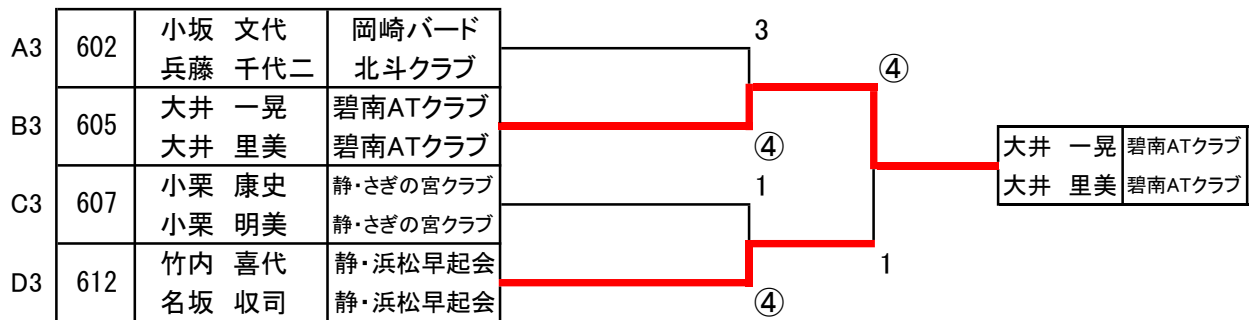 A3 602 小坂 文代 岡崎バード 3
兵藤 千代二 北斗クラブ ④
B3 605 大井 一晃 碧南ATクラブ
大井 里美 碧南ATクラブ ④ 大井 一晃 碧南ATクラブ
C3 607 小栗 康史 静・さぎの宮クラブ 1 大井 里美 碧南ATクラブ
小栗 明美 静・さぎの宮クラブ
D3 612 竹内 喜代 静・浜松早起会 1
名坂 収司 静・浜松早起会 ④